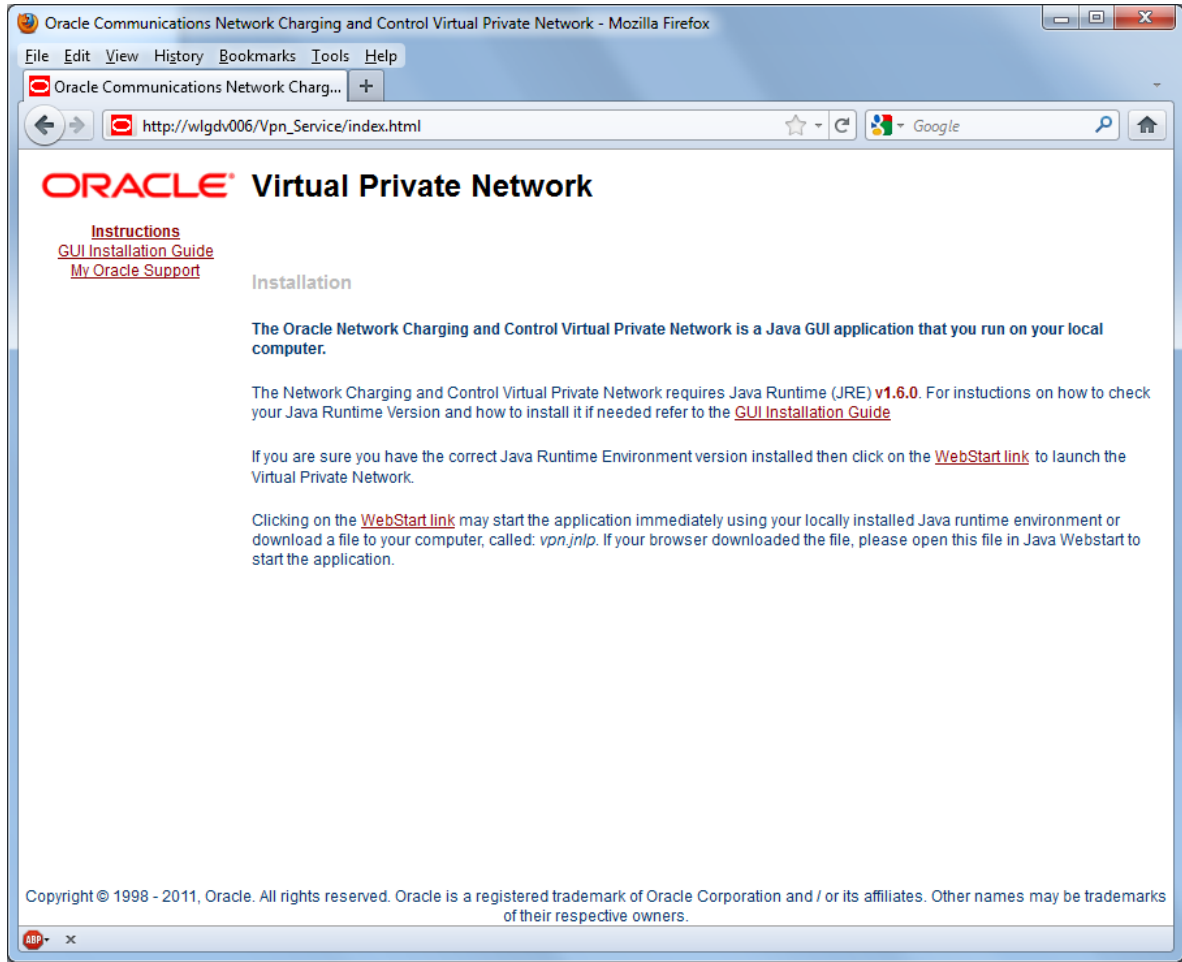 Oracle Communications Network Charging and Control Virtual Private Network - Mozilla Firefox
File Edit View History Bookmarks Tools Help
Oracle Communications Network Charg...
http://wlgdv006/Vpn_Service/index.html
Google
ORACLE® Virtual Private Network
Instructions
GUI Installation Guide
My Oracle Support
Installation
The Oracle Network Charging and Control Virtual Private Network is a Java GUI application that you run on your local
computer.
The Network Charging and Control Virtual Private Network requires Java Runtime (JRE) v1.6.0. For instuctions on how to check
your Java Runtime Version and how to install it if needed refer to the GUI Installation Guide
If you are sure you have the correct Java Runtime Environment version installed then click on the WebStart link to launch the
Virtual Private Network.
Clicking on the WebStart link may start the application immediately using your locally installed Java runtime environment or
download a file to your computer, called: vpn.jnlp. If your browser downloaded the file, please open this file in Java Webstart to
start the application.
Copyright © 1998 - 2011, Oracle. All rights reserved. Oracle is a registered trademark of Oracle Corporation and / or its affiliates. Other names may be trademarks
of their respective owners.
ABP